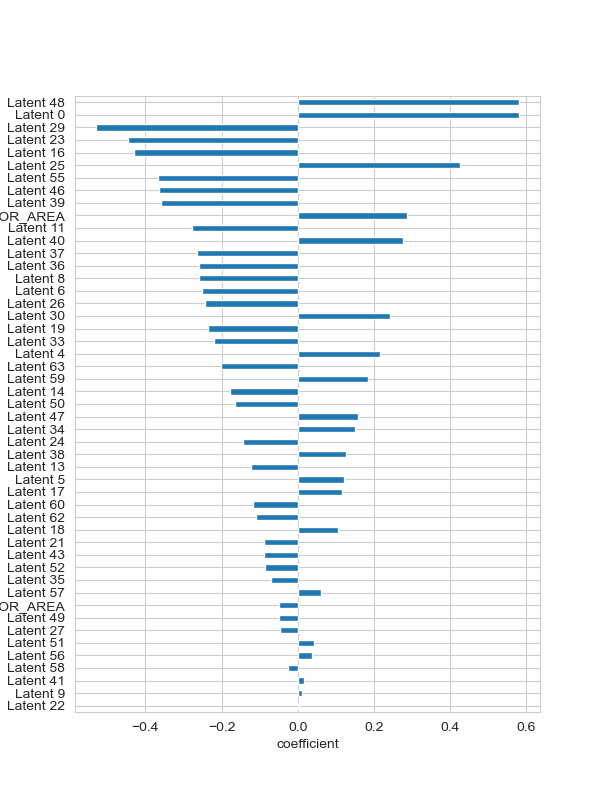 Latent 48
Latent 0
Latent 29
Latent 23
Latent 16
Latent 25
Latent 55
Latent 46
Latent 39
OR_AREA
Latent 11
Latent 40
Latent 37
Latent 36
Latent 8
Latent 6
Latent 26
Latent 30
Latent 19
Latent 33
Latent 4
Latent 63
Latent 59
Latent 14
Latent 50
Latent 47
Latent 34
Latent 24
Latent 38
Latent 13
Latent 5
Latent 17
Latent 60
Latent 62
Latent 18
Latent 21
Latent 43
Latent 52
Latent 35
Latent 57
OR_AREA
Latent 49
Latent 27
Latent 51
Latent 56
Latent 58
Latent 41
Latent 9
Latent 22
−0.4 −0.2 0.0 0.2 0.4 0.6
coefficient